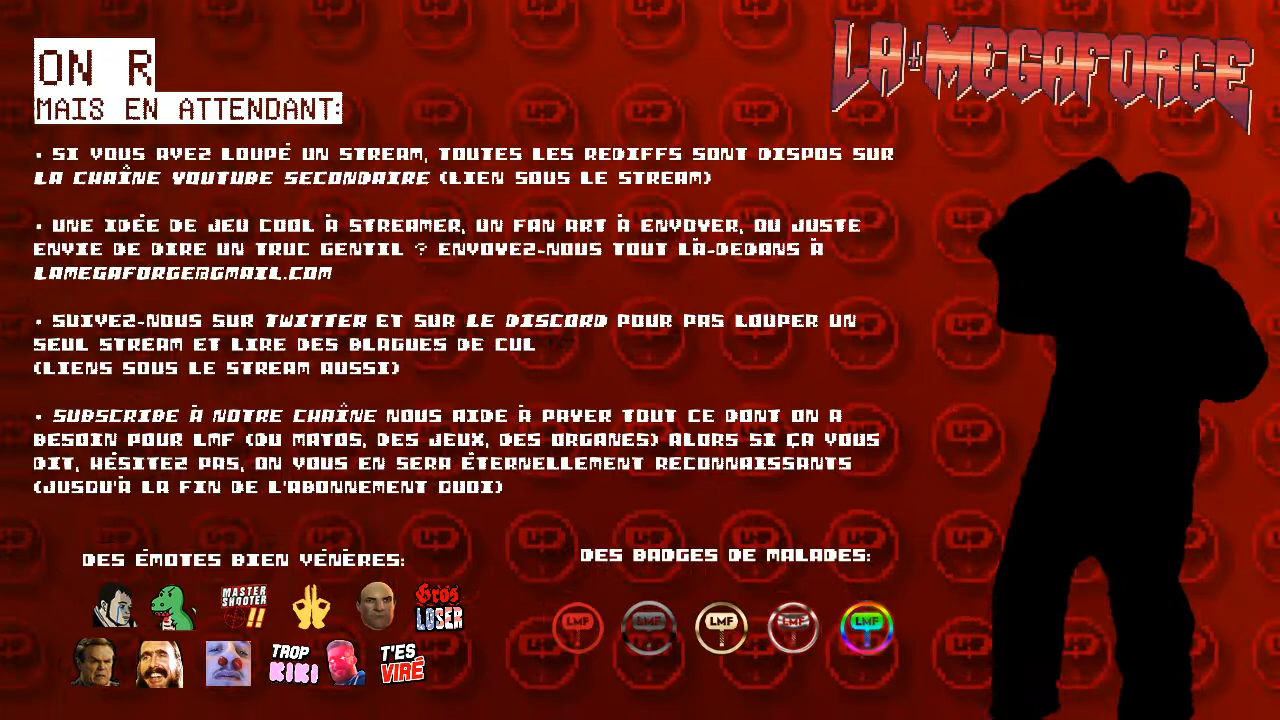 LA MEGAFORGE
ON R
MAIS EN ATTENDANT:
• SI VOUS AVEZ LOUPÉ UN STREAM, TOUTES LES REDIFFS SONT DISPOS SUR
LA CHAÎNE YOUTUBE SECONDAIRE (LIEN SOUS LE STREAM)
• UNE IDÉE DE JEU COOL À STREAMER, UN FAN ART À ENVOYER, OU JUSTE
ENVIE DE DIRE UN TRUC GENTIL ? ENVOYEZ-NOUS TOUT LÀ-DEDANS À
LAMEGAFORGE@GMAIL.COM
• SUIVEZ-NOUS SUR TWITTER ET SUR LE DISCORD POUR PAS LOUPER UN
SEUL STREAM ET LIRE DES BLAGUES DE CUL
(LIENS SOUS LE STREAM AUSSI)
• SUBSCRIBE À NOTRE CHAÎNE NOUS AIDE À PAYER TOUT CE DONT ON A
BESOIN POUR LMF (DU MATOS, DES JEUX, DES ORGANES) ALORS SI ÇA VOUS
DIT, HÉSITEZ PAS, ON VOUS EN SERA ÉTERNELLEMENT RECONNAISSANTS
(JUSQU'À LA FIN DE L'ABONNEMENT QUOI)
DES ÉMOTES BIEN VÉNÈRES:
DES BADGES DE MALADES:
MASTER
SHOOTER
GROS
LOSER
TROP
KIKI
T'ES
VIRÉ
LMF LMF LMF LMF LMF